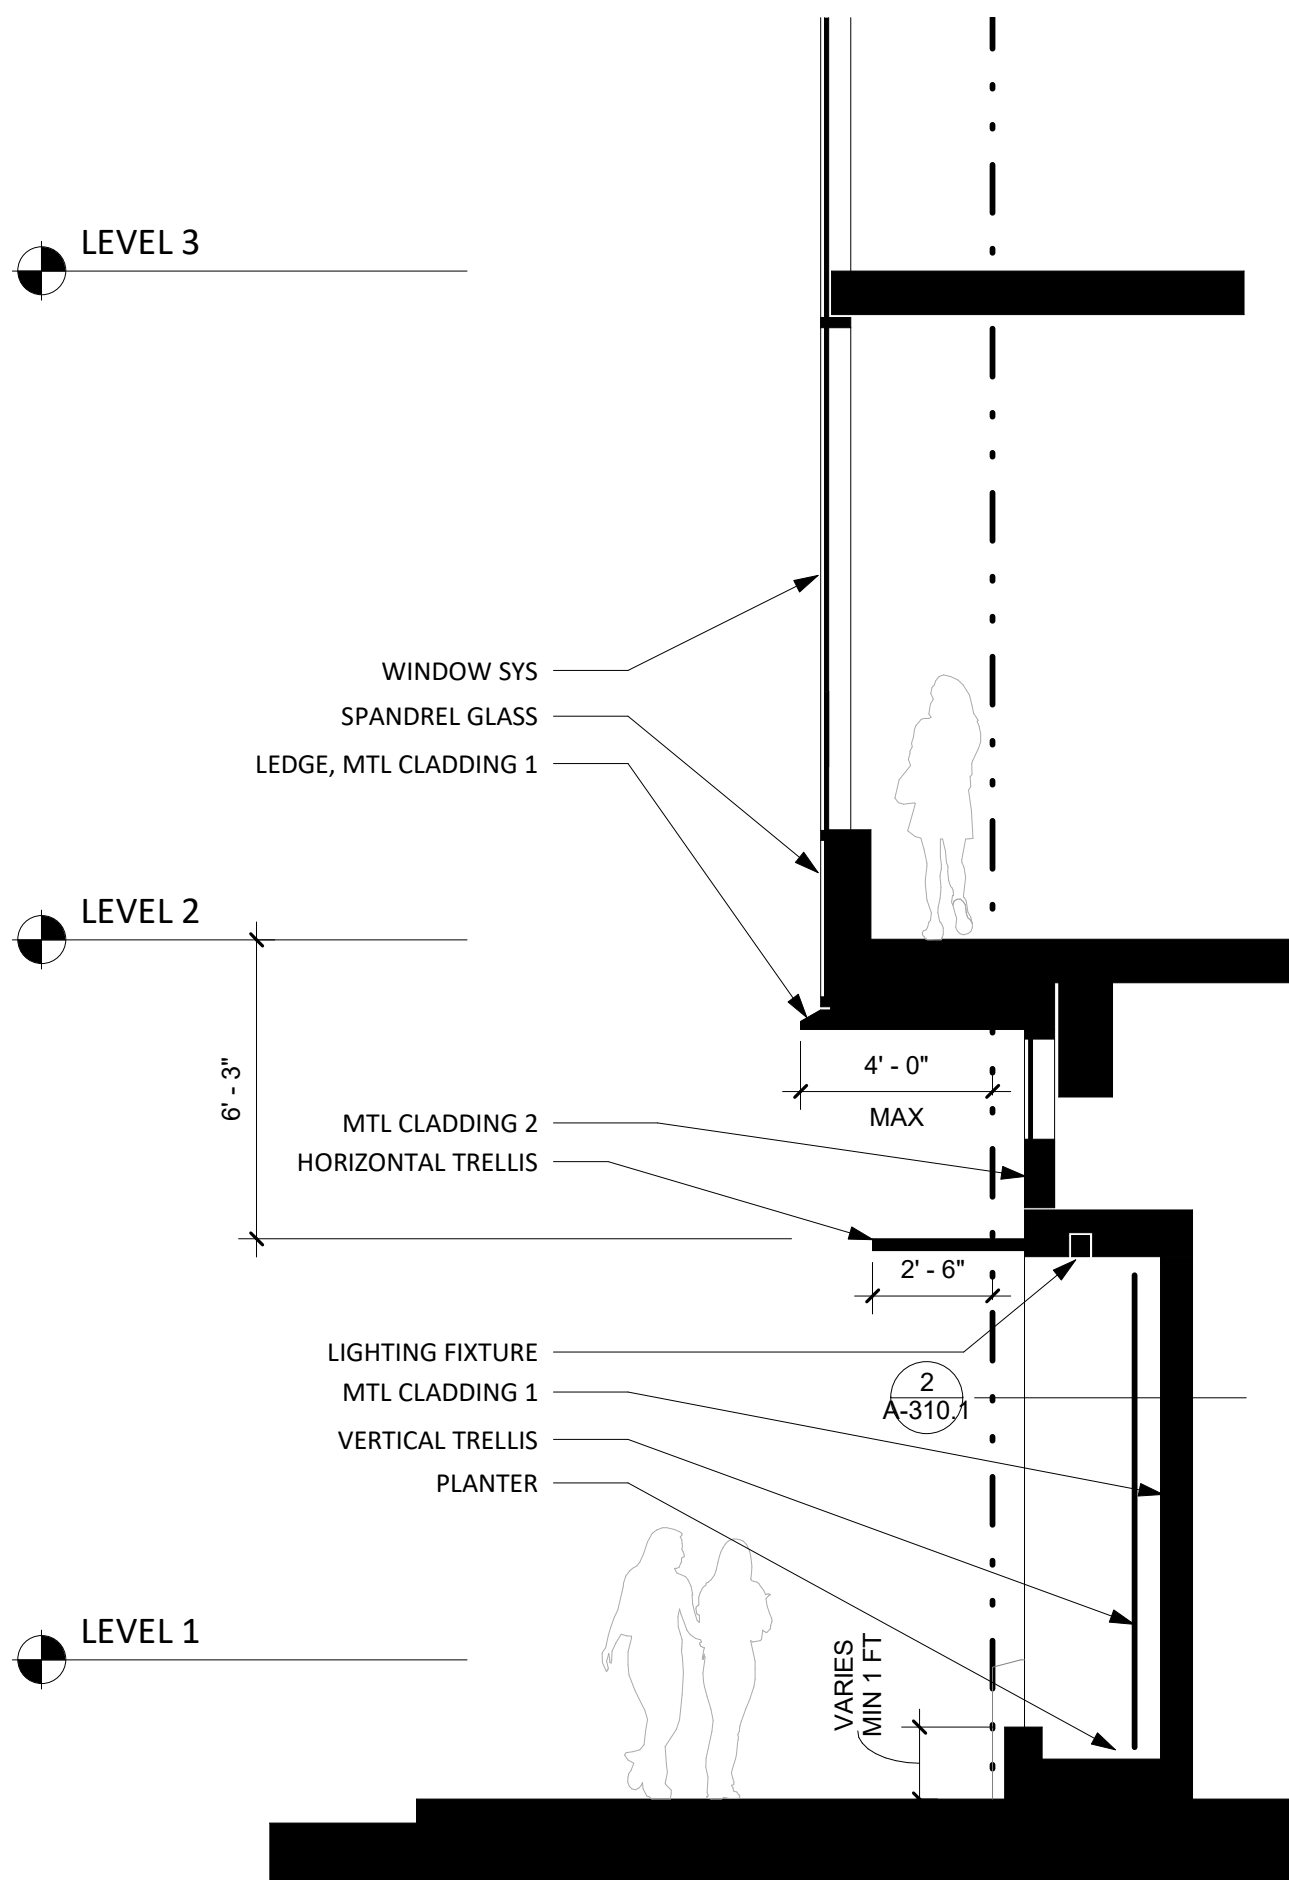 LEVEL 3
WINDOW SYS
SPANDREL GLASS
LEDGE, MTL CLADDING 1
LEVEL 2
6' - 3"
4' - 0"
MAX
MTL CLADDING 2
HORIZONTAL TRELLIS
2' - 6"
LIGHTING FIXTURE
MTL CLADDING 1
2
A-310.1
VERTICAL TRELLIS
PLANTER
LEVEL 1
VARIES
MIN 1 FT